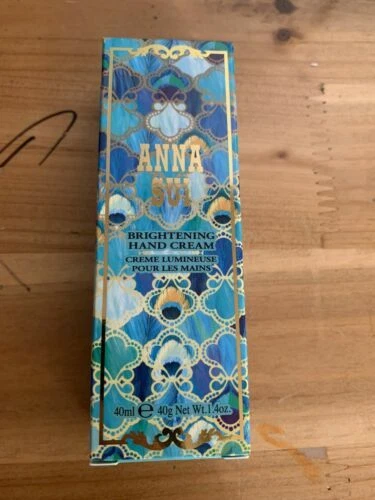 ANNA
SUI
BRIGHTENING
HAND CREAM
CRÈME LUMINEUSE
POUR LES MAINS
40ml e 40g Net Wt.1.4oz.